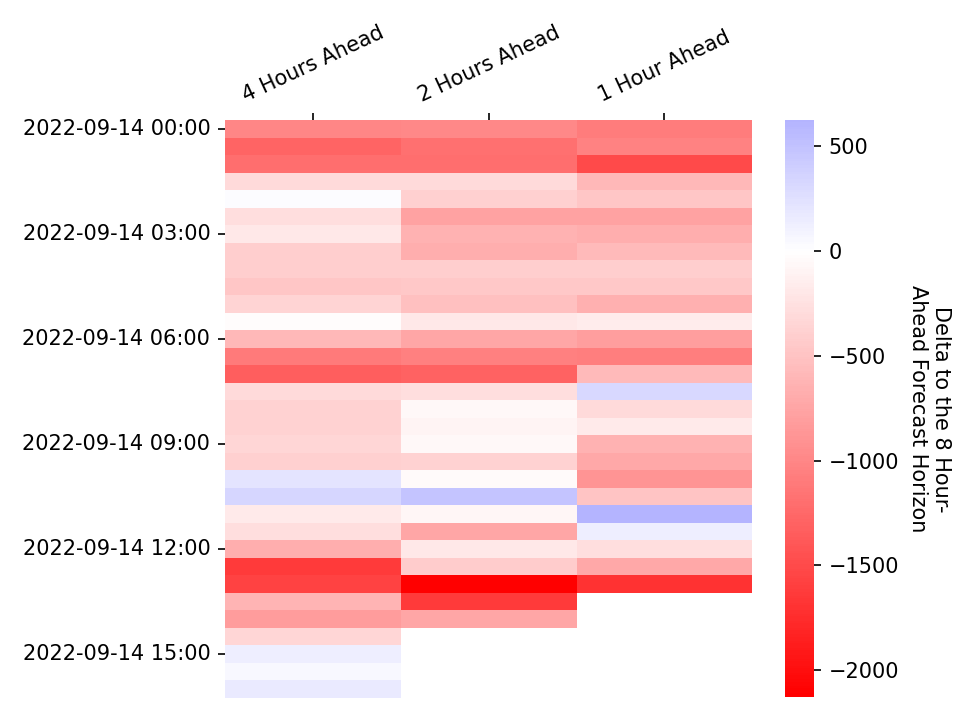 4 Hours Ahead
2 Hours Ahead
1 Hour Ahead
2022-09-14 00:00
2022-09-14 03:00
2022-09-14 06:00
2022-09-14 09:00
2022-09-14 12:00
2022-09-14 15:00
500
0
−500
−1000
−1500
−2000
Delta to the 8 Hour-
Ahead Forecast Horizon